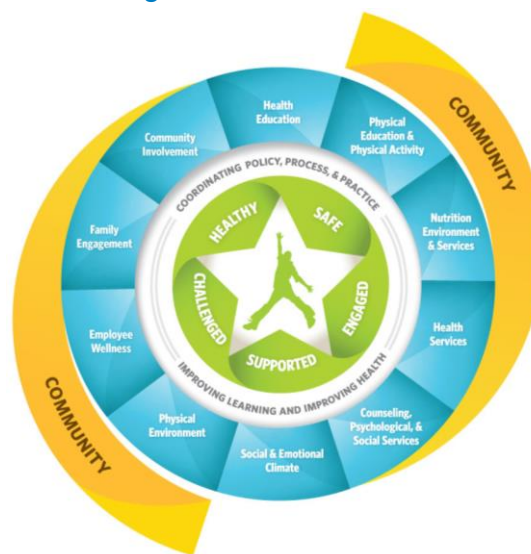 COMMUNITY
Health
Education
Physical
Education &
Physical Activity
Nutrition
Environment
& Services
Health
Services
Counseling,
Psychological, &
Social Services
Social & Emotional
Climate
Physical
Environment
Employee
Wellness
Family
Engagement
Community
Involvement
COORDINATING POLICY, PROCESS, & PRACTICE
IMPROVING LEARNING AND IMPROVING HEALTH
HEALTHY
SAFE
ENGAGED
SUPPORTED
CHALLENGED
COMMUNITY